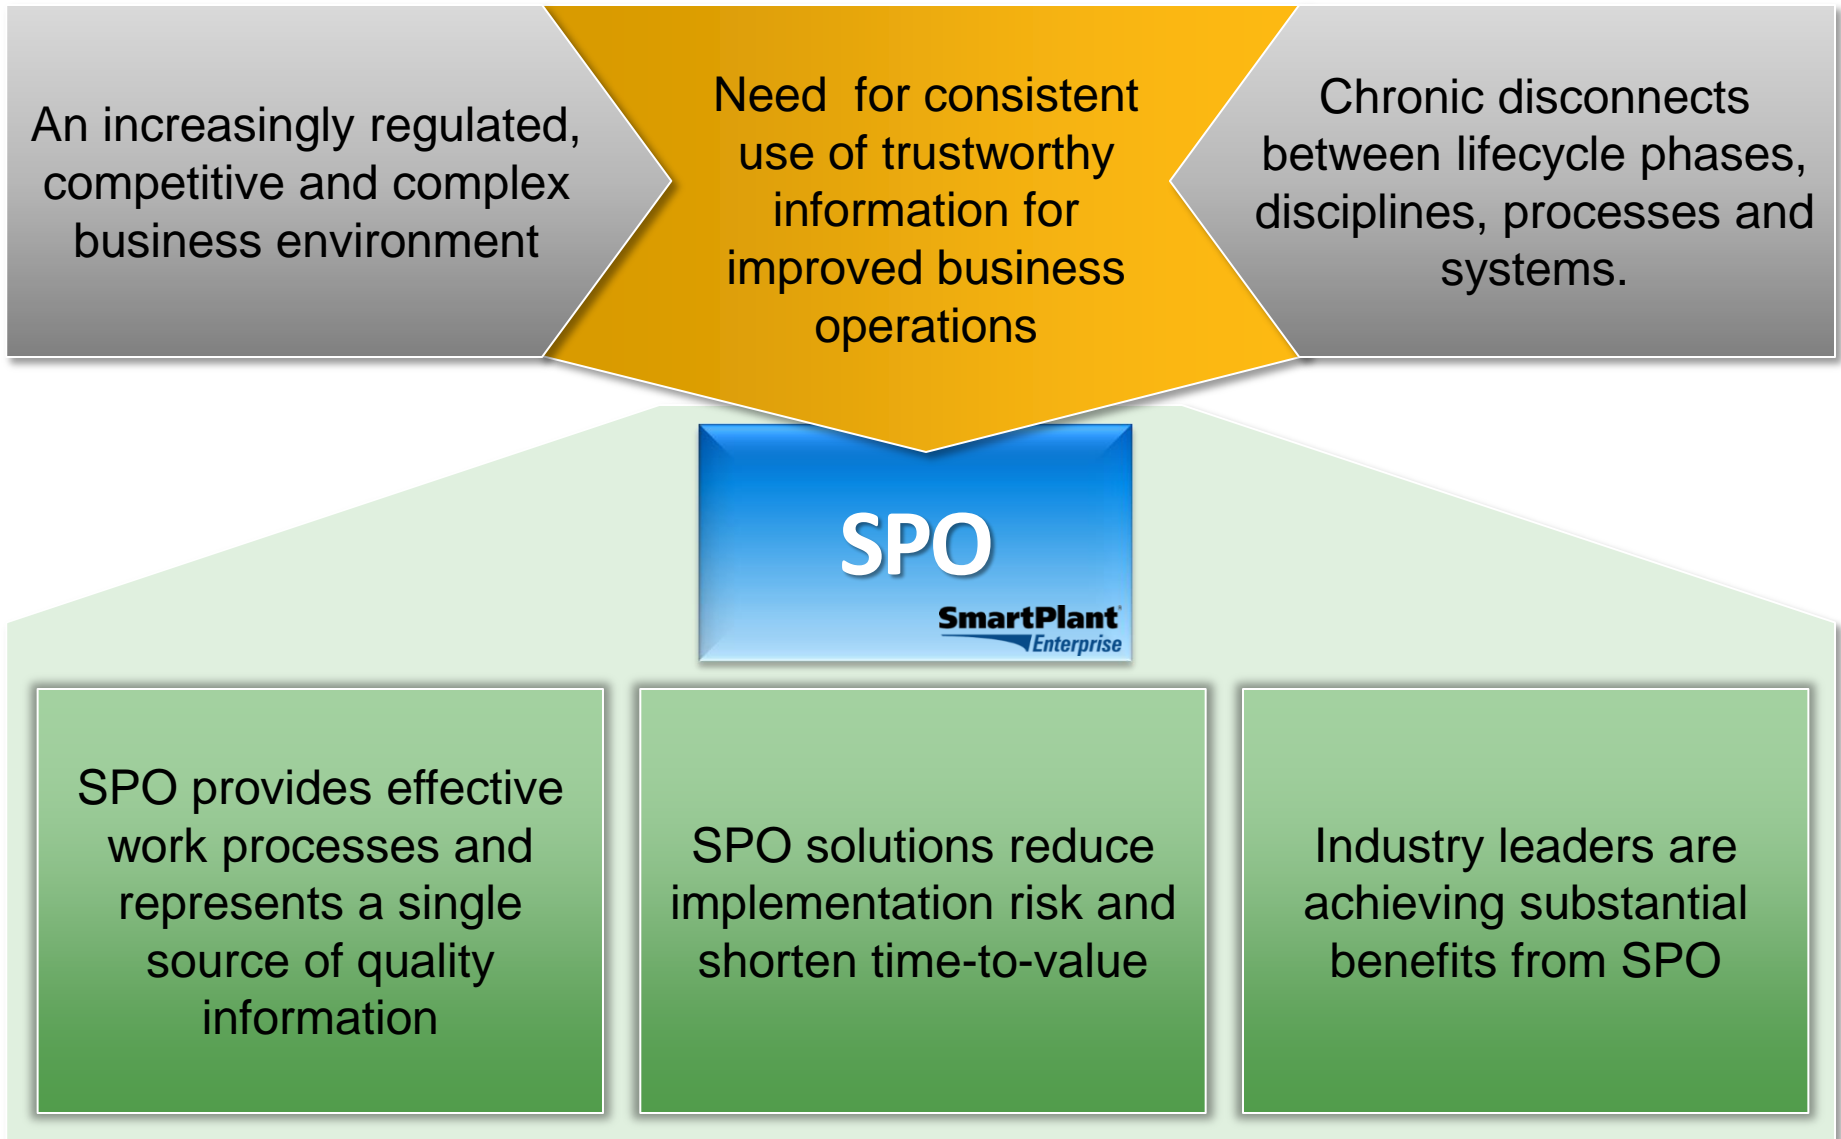 An increasingly regulated,
competitive and complex
business environment
Need  for consistent
use of trustworthy
information for
improved business
operations
Chronic disconnects
between lifecycle phases,
disciplines, processes and
systems.
SPO
SmartPlant
Enterprise
SPO provides effective
work processes and
represents a single
source of quality
information
SPO solutions reduce
implementation risk and
shorten time-to-value
Industry leaders are
achieving substantial
benefits from SPO